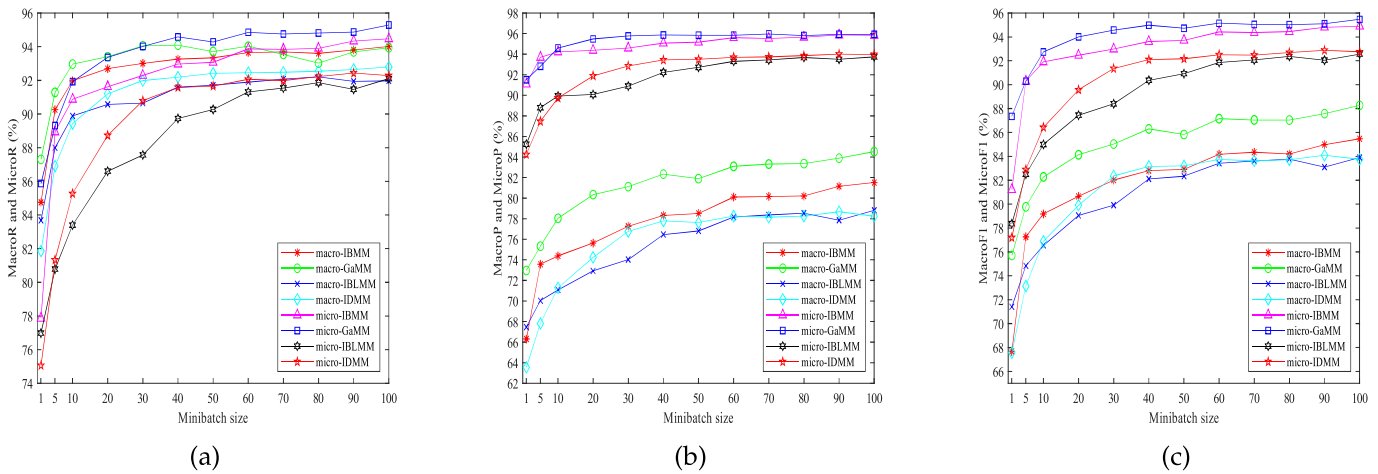 MacroR and MicroR (%)
96
94
92
90
88
86
84
82
80
78
76
74
macro-IBMM
macro-GaMM
macro-IBLMM
macro-IDMM
micro-IBMM
micro-GaMM
micro-IBLMM
micro-IDMM
1 5 10 20 30 40 50 60 70 80 90 100
Minibatch size
(a)
MacroP and MicroP (%)
98
96
94
92
90
88
86
84
82
80
78
76
74
72
70
68
66
64
62
macro-IBMM
macro-GaMM
macro-IBLMM
macro-IDMM
micro-IBMM
micro-GaMM
micro-IBLMM
micro-IDMM
1 5 10 20 30 40 50 60 70 80 90 100
Minibatch size
(b)
MacroF1 and MicroF1 (%)
96
94
92
90
88
86
84
82
80
78
76
74
72
70
68
66
macro-IBMM
macro-GaMM
macro-IBLMM
macro-IDMM
micro-IBMM
micro-GaMM
micro-IBLMM
micro-IDMM
1 5 10 20 30 40 50 60 70 80 90 100
Minibatch size
(c)